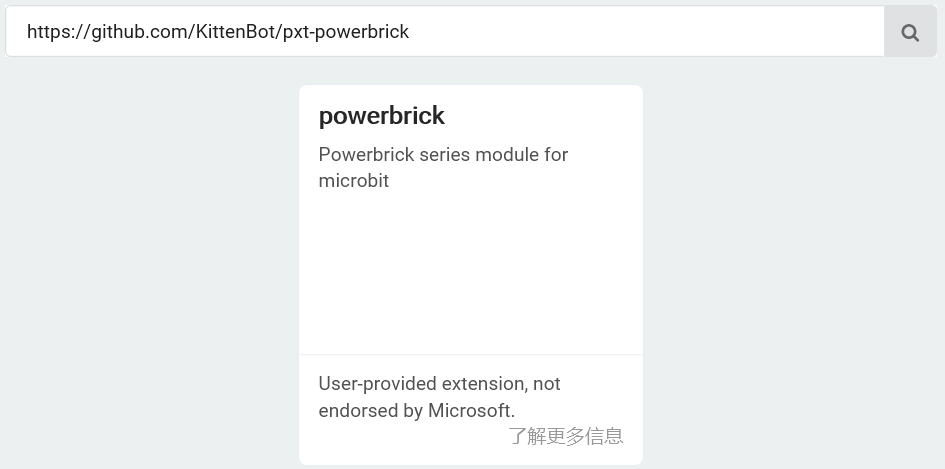 https://github.com/KittenBot/pxt-powerbrick
powerbrick
Powerbrick series module for
microbit
User-provided extension, not
endorsed by Microsoft.
了解更多信息